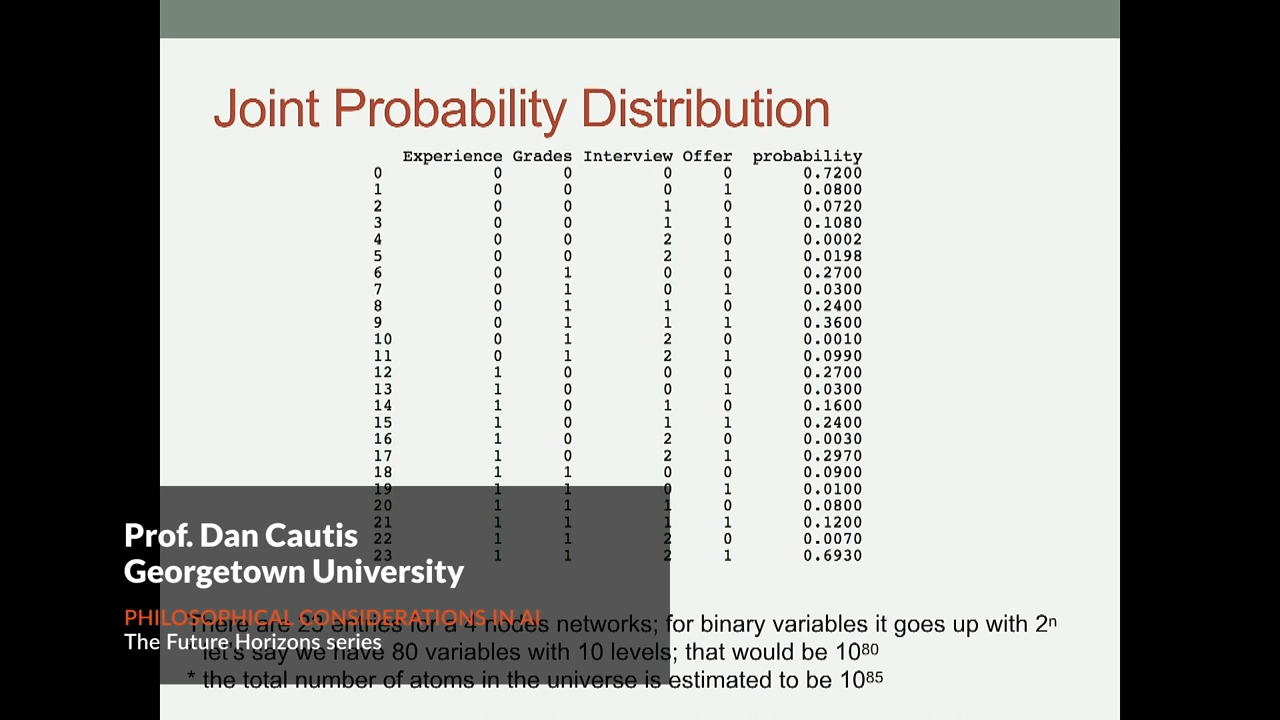 Joint Probability Distribution
Experience Grades Interview Offer probability
0 0 0 0 0 0.7200
1 0 0 0 1 0.0800
2 0 0 1 0 0.0720
3 0 0 1 1 0.1080
4 0 0 2 0 0.0002
5 0 0 2 1 0.0198
6 0 1 0 0 0.2700
7 0 1 0 1 0.0300
8 0 1 1 0 0.2400
9 0 1 1 1 0.3600
10 0 1 2 0 0.0010
11 0 1 2 1 0.0990
12 1 0 0 0 0.2700
13 1 0 0 1 0.0300
14 1 0 1 0 0.1600
15 1 0 1 1 0.2400
16 1 0 2 0 0.0030
17 1 0 2 1 0.2970
18 1 1 0 0 0.0900
19 1 1 0 1 0.0100
20 1 1 1 0 0.0800
21 1 1 1 1 0.1200
22 1 1 2 0 0.0070
23 1 1 2 1 0.6930
Prof. Dan Cautis
Georgetown University
PHILOSOPHICAL CONSIDERATIONS IN AI
The Future Horizons series
There are 23 entries for a 4 nodes networks; for binary variables it goes up with 2ⁿ
let's say we have 80 variables with 10 levels; that would be 10⁸⁰
* the total number of atoms in the universe is estimated to be 10⁸⁵